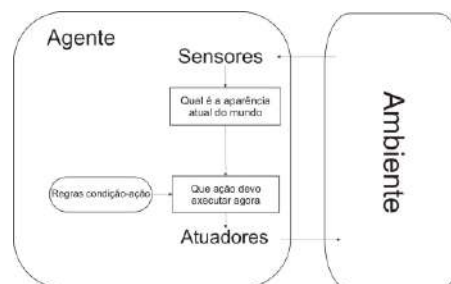 Agente
Sensores
Qual é a aparência
atual do mundo
Regras condição-ação
Que ação devo
executar agora
Atuadores
Ambiente